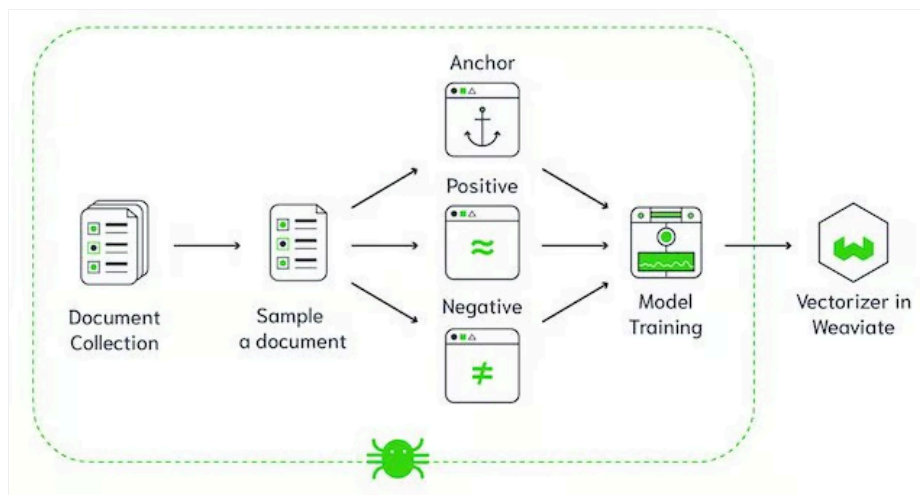 Anchor
Positive
Negative
Document
Collection
Sample
a document
Model
Training
Vectorizer in
Weaviate